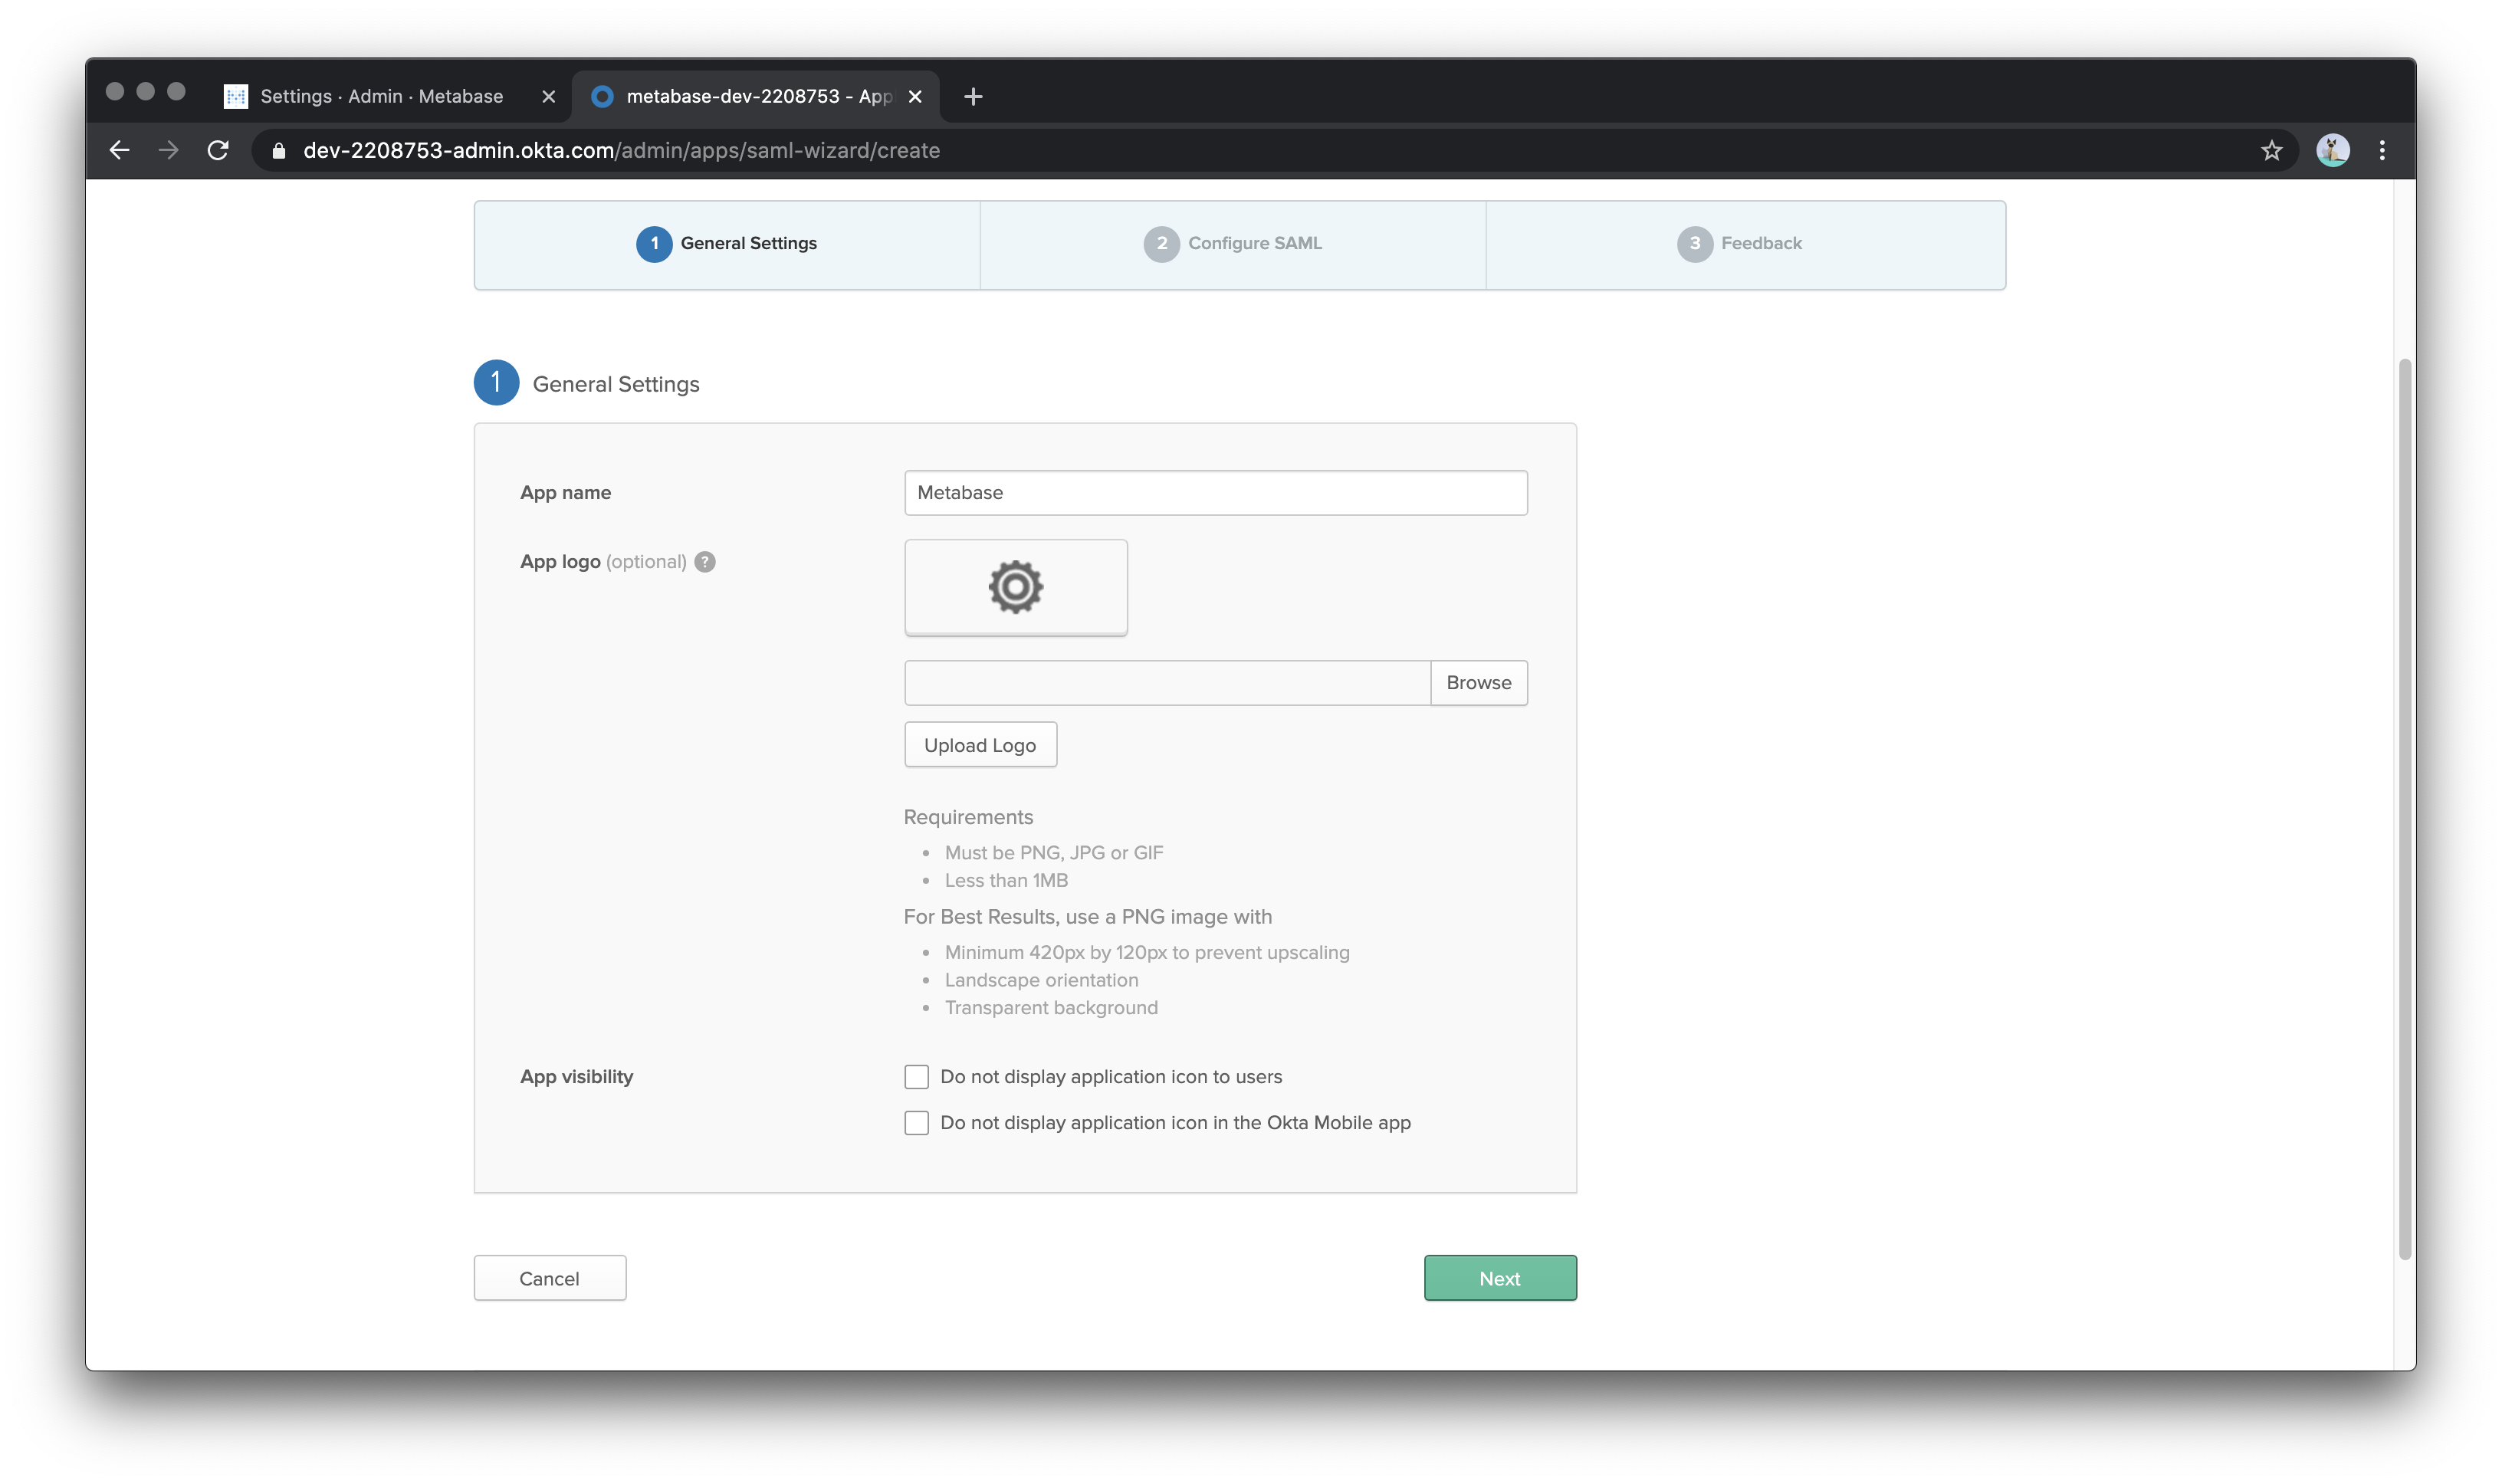 Settings · Admin · Metabase
metabase-dev-2208753 - App
dev-2208753-admin.okta.com/admin/apps/saml-wizard/create
1 General Settings
2 Configure SAML
3 Feedback
1 General Settings
App name
Metabase
App logo (optional) ?
Browse
Upload Logo
Requirements
• Must be PNG, JPG or GIF
• Less than 1MB
For Best Results, use a PNG image with
• Minimum 420px by 120px to prevent upscaling
• Landscape orientation
• Transparent background
App visibility
Do not display application icon to users
Do not display application icon in the Okta Mobile app
Cancel
Next